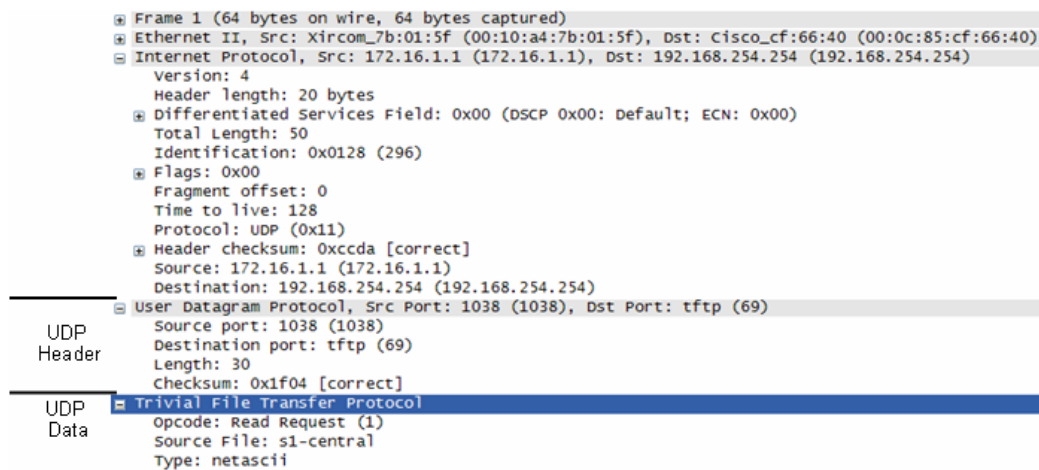 Frame 1 (64 bytes on wire, 64 bytes captured)
Ethernet II, Src: Xircom_7b:01:5f (00:10:a4:7b:01:5f), Dst: Cisco_cf:66:40 (00:0c:85:cf:66:40)
Internet Protocol, Src: 172.16.1.1 (172.16.1.1), Dst: 192.168.254.254 (192.168.254.254)
Version: 4
Header length: 20 bytes
Differentiated Services Field: 0x00 (DSCP 0x00: Default; ECN: 0x00)
Total Length: 50
Identification: 0x0128 (296)
Flags: 0x00
Fragment offset: 0
Time to live: 128
Protocol: UDP (0x11)
Header checksum: 0xccda [correct]
Source: 172.16.1.1 (172.16.1.1)
Destination: 192.168.254.254 (192.168.254.254)
UDP
Header
User Datagram Protocol, Src Port: 1038 (1038), Dst Port: tftp (69)
Source port: 1038 (1038)
Destination port: tftp (69)
Length: 30
Checksum: 0x1f04 [correct]
UDP
Data
Trivial File Transfer Protocol
Opcode: Read Request (1)
Source File: s1-central
Type: netascii